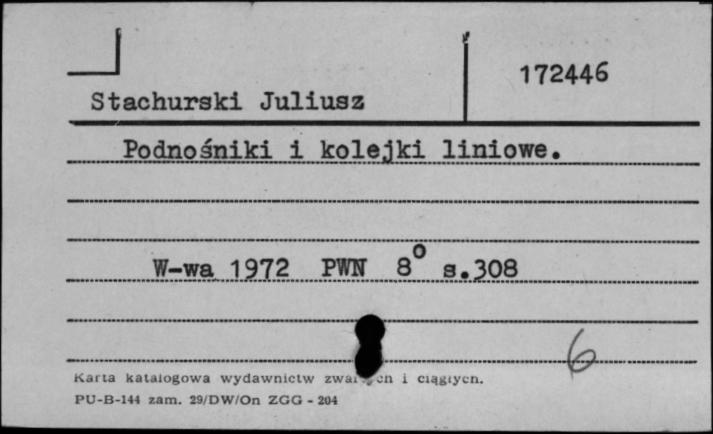 172446
Stachurski Juliusz
Podnośniki i kolejki liniowe.
W-wa 1972 PWN 8° s.308
6
Karta katalogowa wydawnictw i ciągłych.
PU-B-144 zam. 29/DW/On ZGG - 204